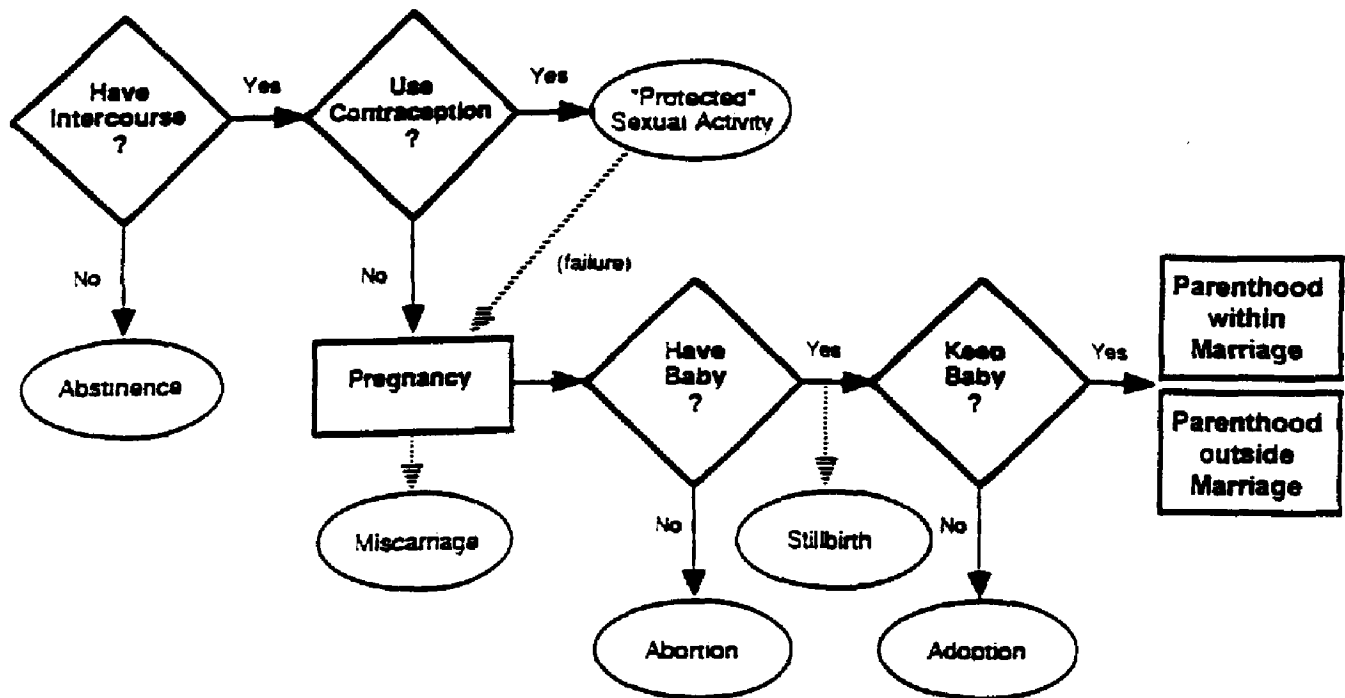 Have
Intercourse
?
Yes
Use
Contraception
?
Yes
"Protected"
Sexual Activity
No
Abstinence
No
(failure)
Pregnancy
Miscarriage
Have
Baby
?
Yes
Keep
Baby
?
Yes
Parenthood
within
Marriage
Parenthood
outside
Marriage
No
Abortion
Stillbirth
No
Adoption